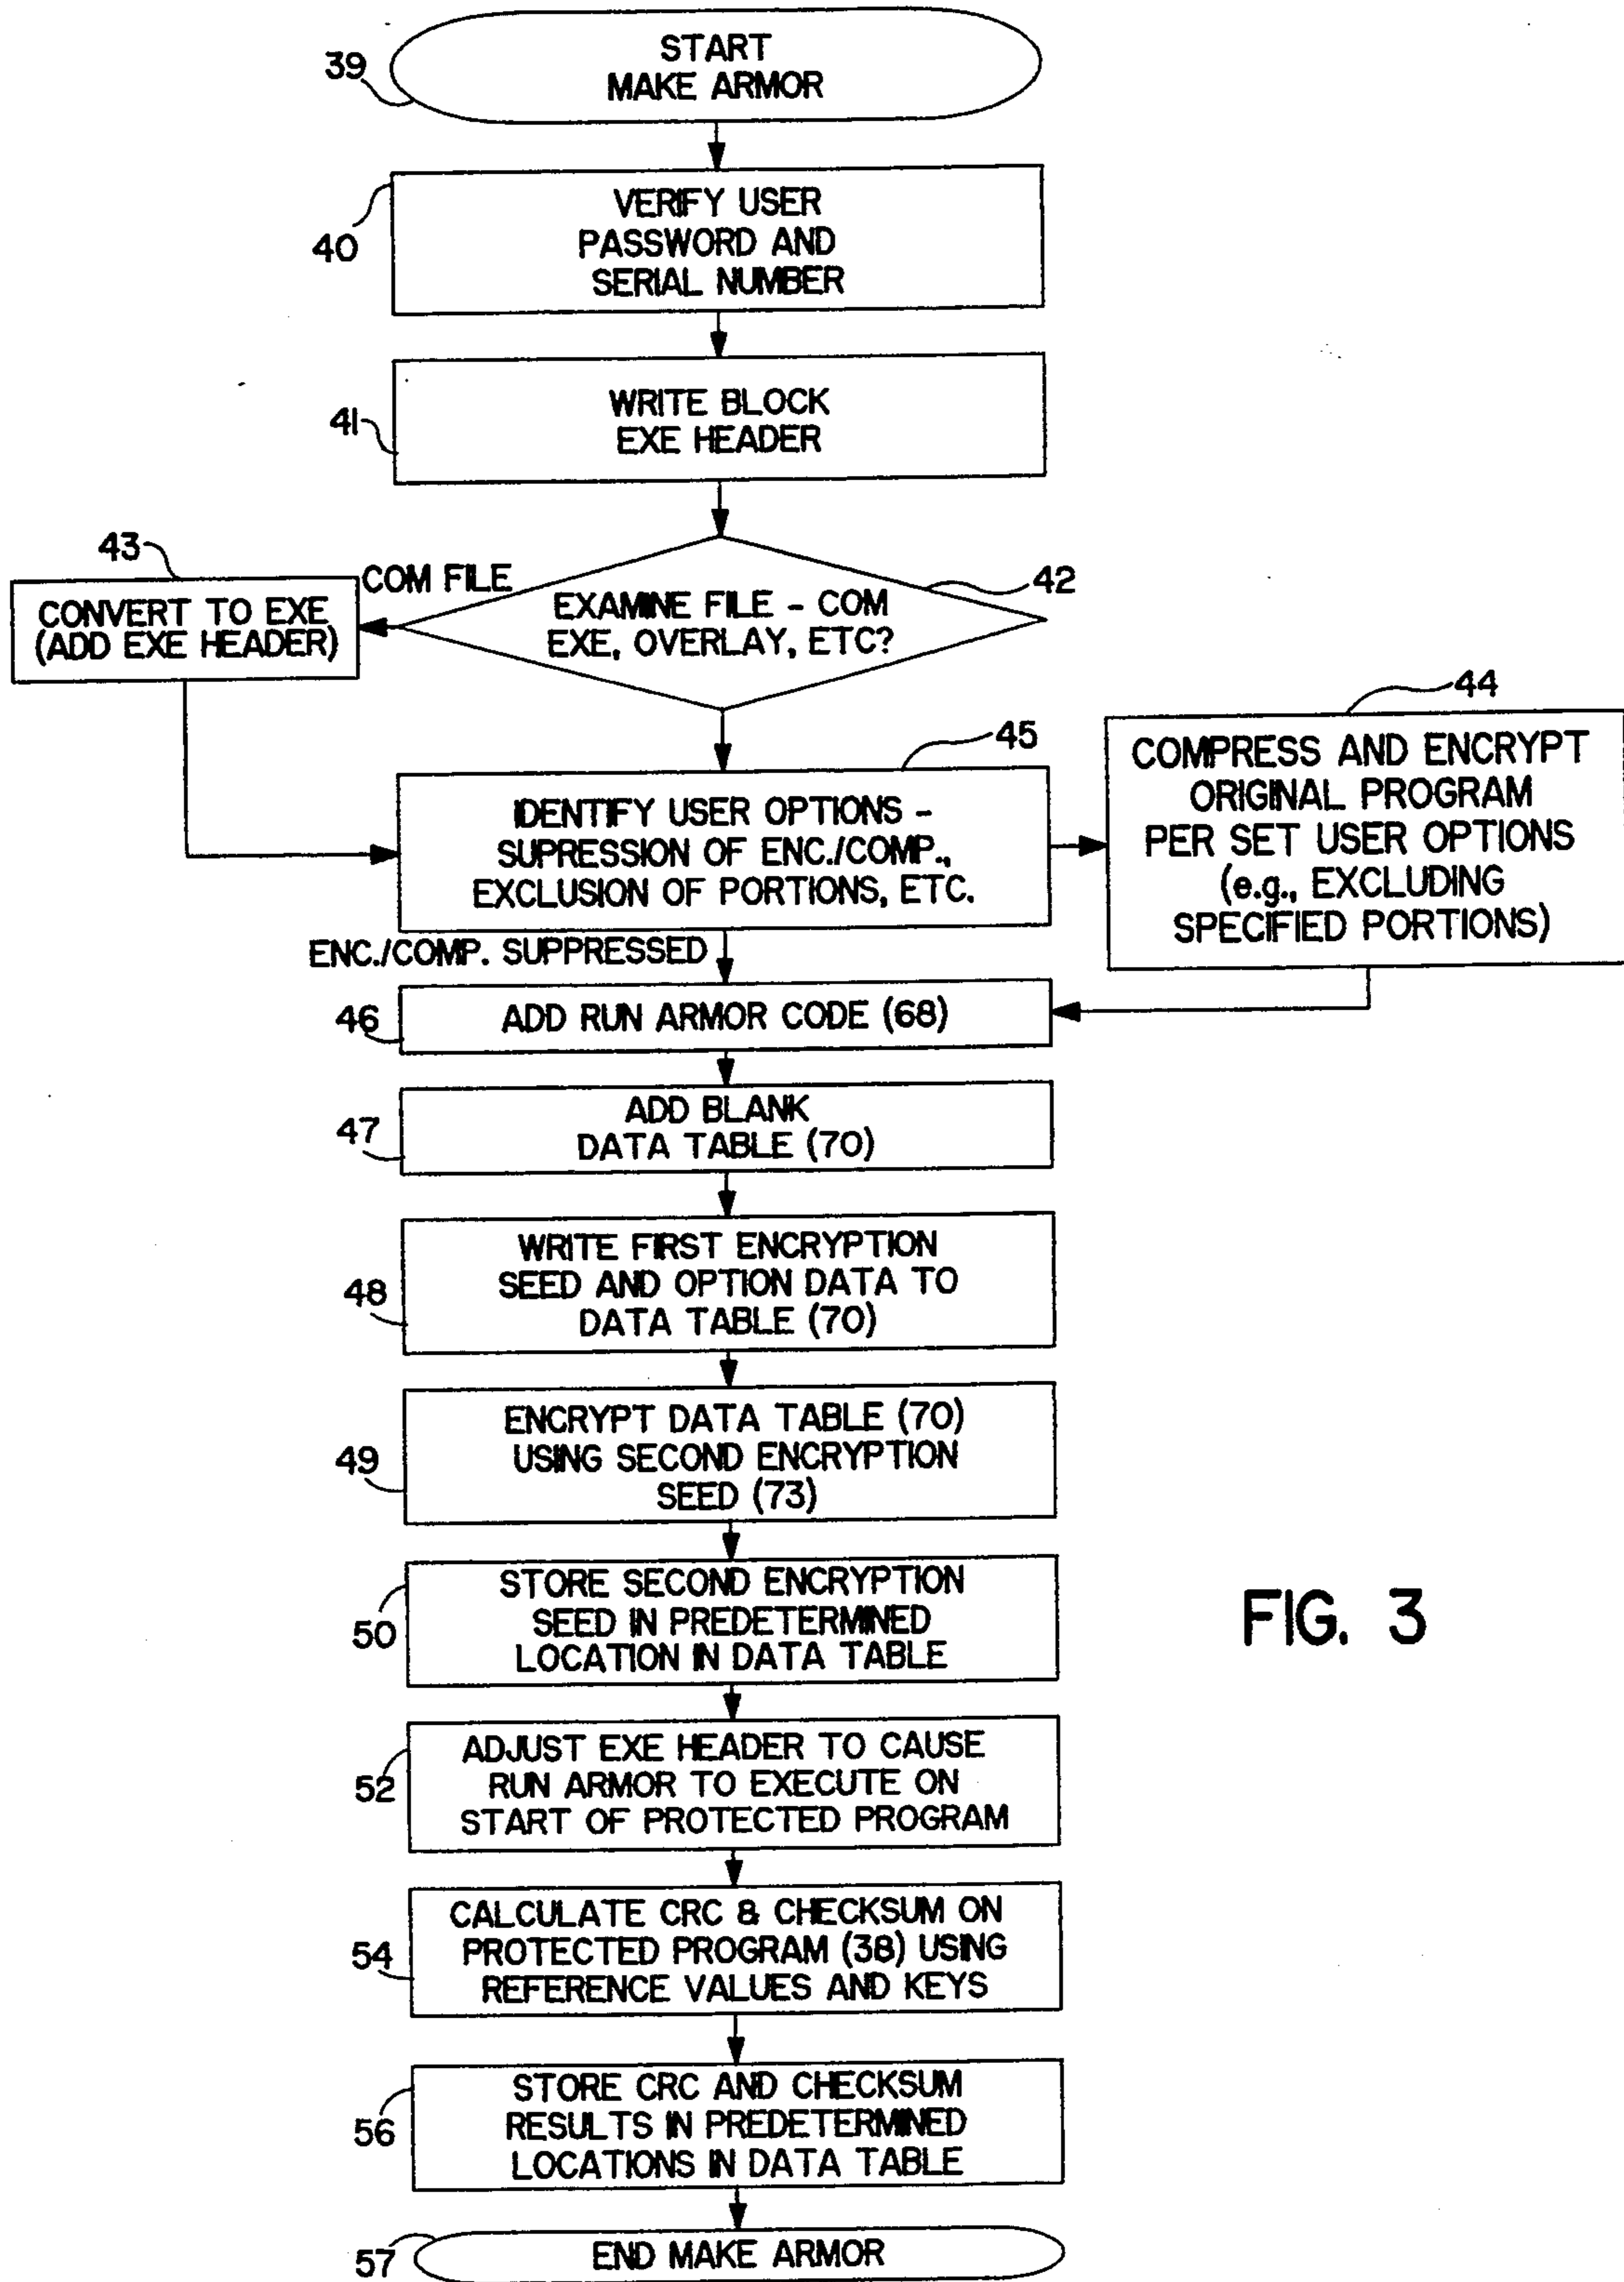 START
MAKE ARMOR
39
VERIFY USER
PASSWORD AND
SERIAL NUMBER
40
WRITE BLOCK
EXE HEADER
41
43
COM FILE
42
CONVERT TO EXE
(ADD EXE HEADER)
EXAMINE FILE - COM
EXE, OVERLAY, ETC?
44
45
COMPRESS AND ENCRYPT
ORIGINAL PROGRAM
PER SET USER OPTIONS
(e.g., EXCLUDING
SPECIFIED PORTIONS)
IDENTIFY USER OPTIONS -
SUPRESSION OF ENC./COMP.,
EXCLUSION OF PORTIONS, ETC.
ENC./COMP. SUPPRESSED
46
ADD RUN ARMOR CODE (68)
47
ADD BLANK
DATA TABLE (70)
48
WRITE FIRST ENCRYPTION
SEED AND OPTION DATA TO
DATA TABLE (70)
49
ENCRYPT DATA TABLE (70)
USING SECOND ENCRYPTION
SEED (73)
50
STORE SECOND ENCRYPTION
SEED IN PREDETERMINED
LOCATION IN DATA TABLE
FIG. 3
52
ADJUST EXE HEADER TO CAUSE
RUN ARMOR TO EXECUTE ON
START OF PROTECTED PROGRAM
54
CALCULATE CRC & CHECKSUM ON
PROTECTED PROGRAM (38) USING
REFERENCE VALUES AND KEYS
56
STORE CRC AND CHECKSUM
RESULTS IN PREDETERMINED
LOCATIONS IN DATA TABLE
57
END MAKE ARMOR